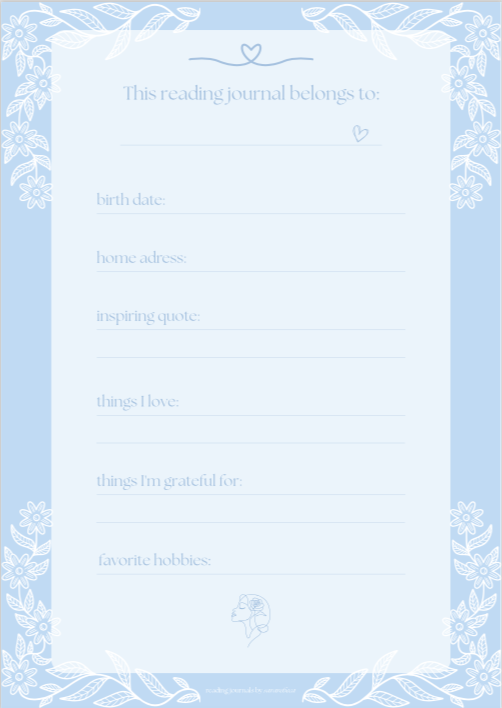 This reading journal belongs to:
birth date:
home adress:
inspiring quote:
things I love:
things I'm grateful for:
favorite hobbies:
reading journals by